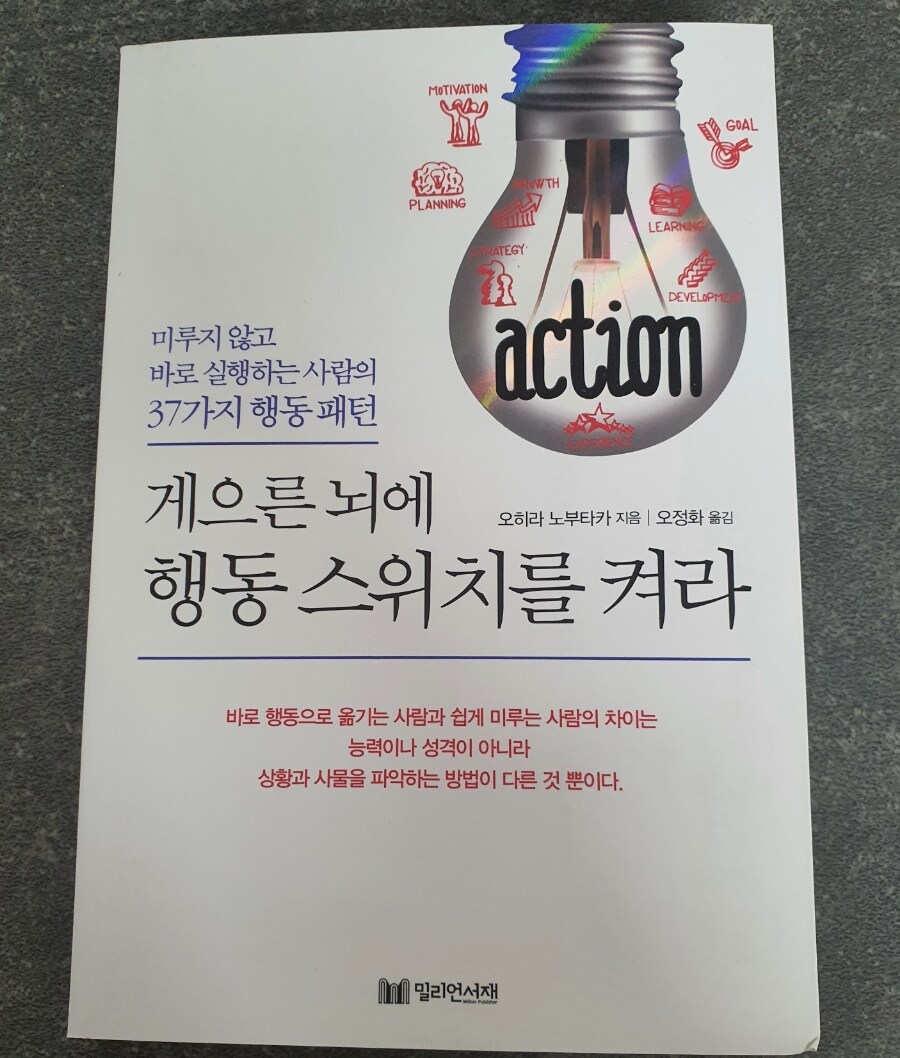 MOTIVATION
GOAL
PLANNING
GROWTH
LEARNING
STRATEGY
DEVELOPMENT
action
미루지 않고
바로 실행하는 사람의
37가지 행동 패턴
게으른 뇌에
오히라 노부타카 지음 | 오정화 옮김
행동 스위치를 켜라
바로 행동으로 옮기는 사람과 쉽게 미루는 사람의 차이는
능력이나 성격이 아니라
상황과 사물을 파악하는 방법이 다른 것 뿐이다.
밀리언서재
Million Publisher